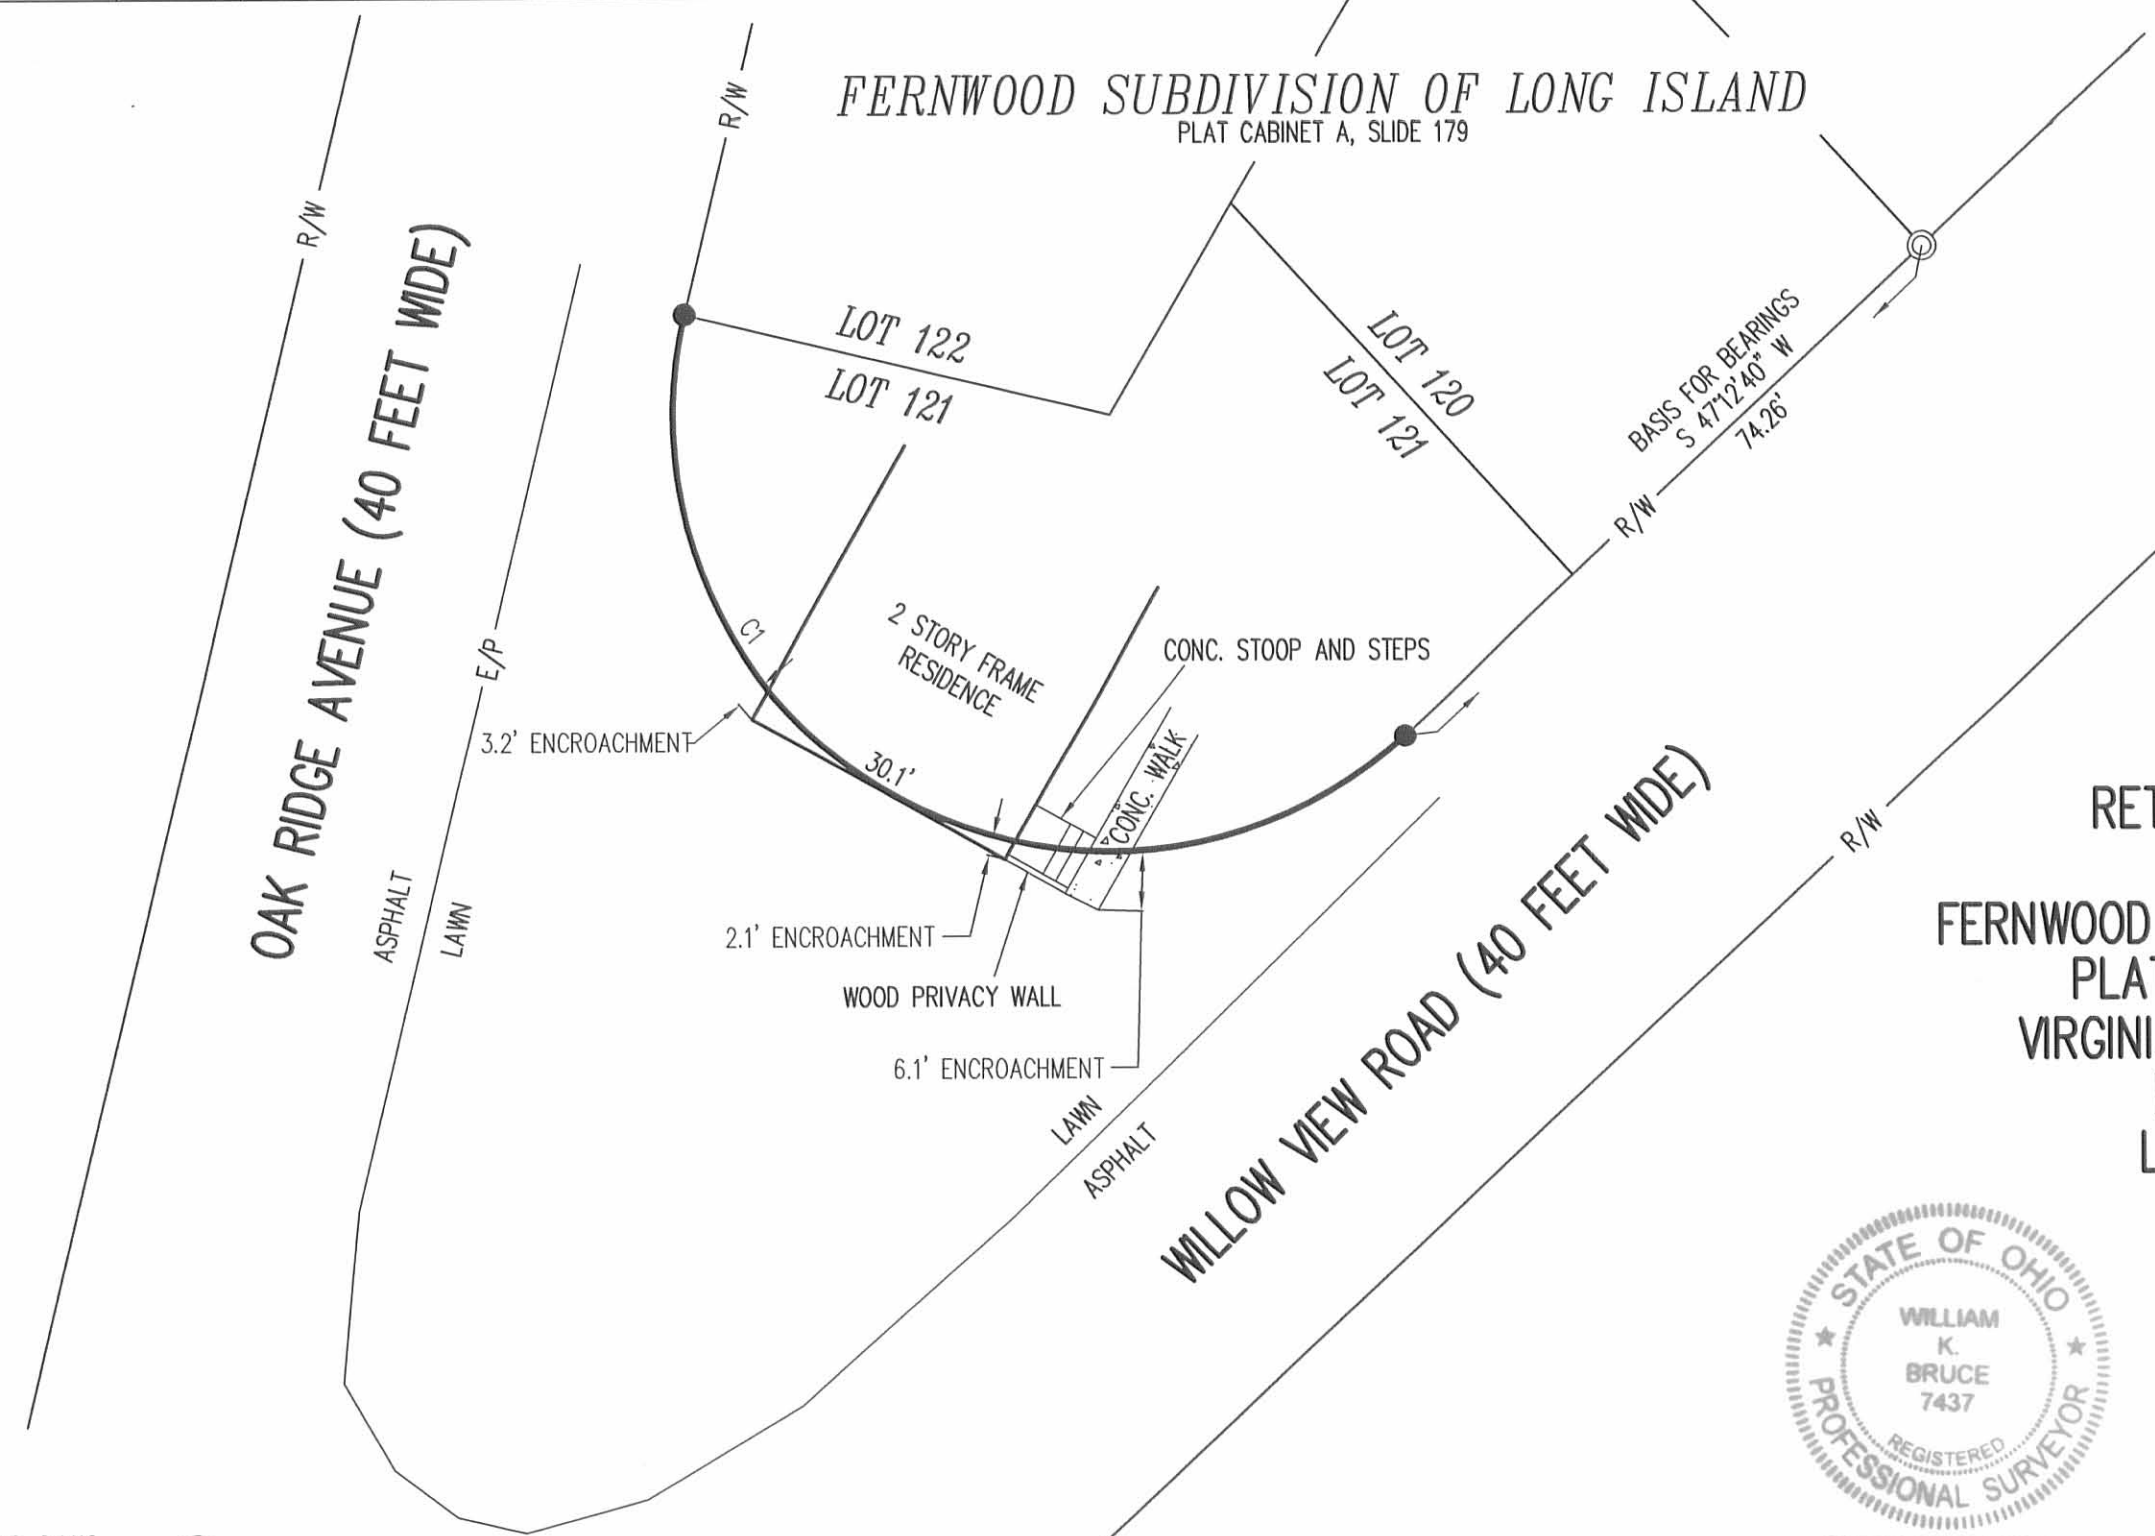 FERNWOOD SUBDIVISION OF LONG ISLAND
PLAT CABINET A, SLIDE 179
R/W
R/W
OAK RIDGE AVENUE (40 FEET WIDE)
E/P
ASPHALT
LAWN
LOT 122
LOT 121
LOT 120
LOT 121
BASIS FOR BEARINGS
S 47°12'40" W
74.26'
R/W
C1
2 STORY FRAME
RESIDENCE
CONC. STOOP AND STEPS
CONC. WALK
3.2' ENCROACHMENT
30.1'
2.1' ENCROACHMENT
WOOD PRIVACY WALL
6.1' ENCROACHMENT
LAWN
ASPHALT
WILLOW VIEW ROAD (40 FEET WIDE)
R/W
RET
FERNWOOD
PLAT
VIRGINI
L
STATE OF OHIO
WILLIAM
K.
BRUCE
7437
REGISTERED
PROFESSIONAL SURVEYOR